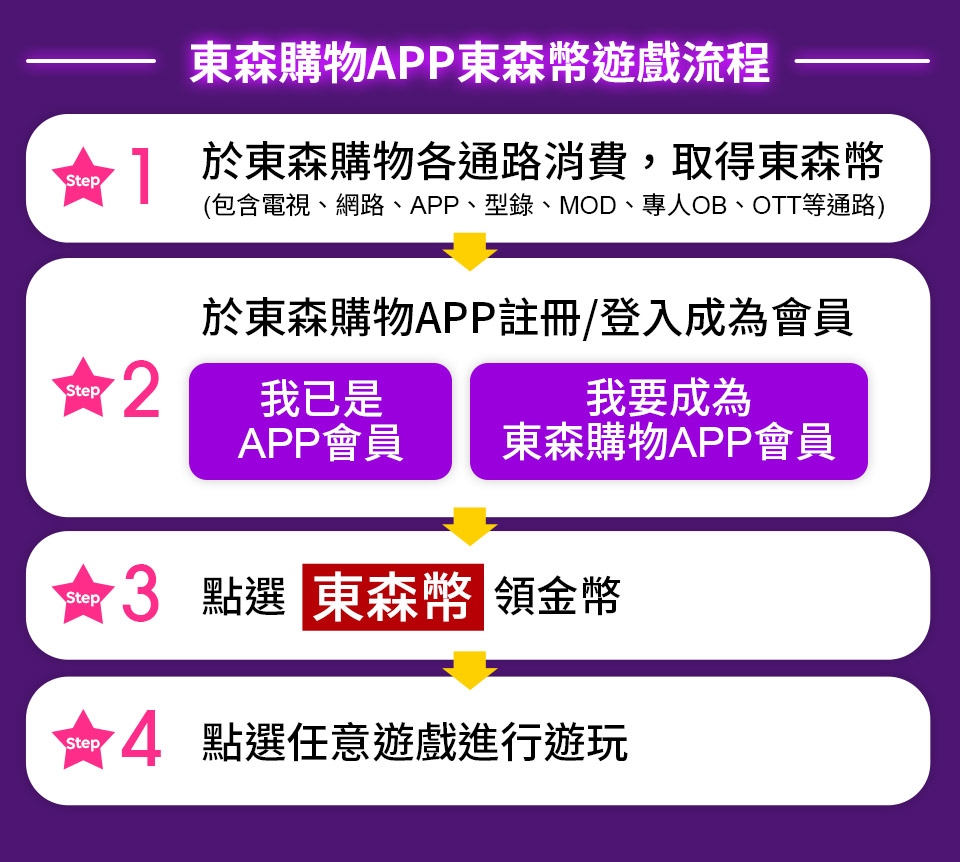 東森購物APP東森幣遊戲流程
Step 1
於東森購物各通路消費，取得東森幣
(包含電視、網路、APP、型錄、MOD、專人OB、OTT等通路)
Step 2
於東森購物APP註冊/登入成為會員
我已是
APP會員
我要成為
東森購物APP會員
Step 3
點選 東森幣 領金幣
Step 4
點選任意遊戲進行遊玩